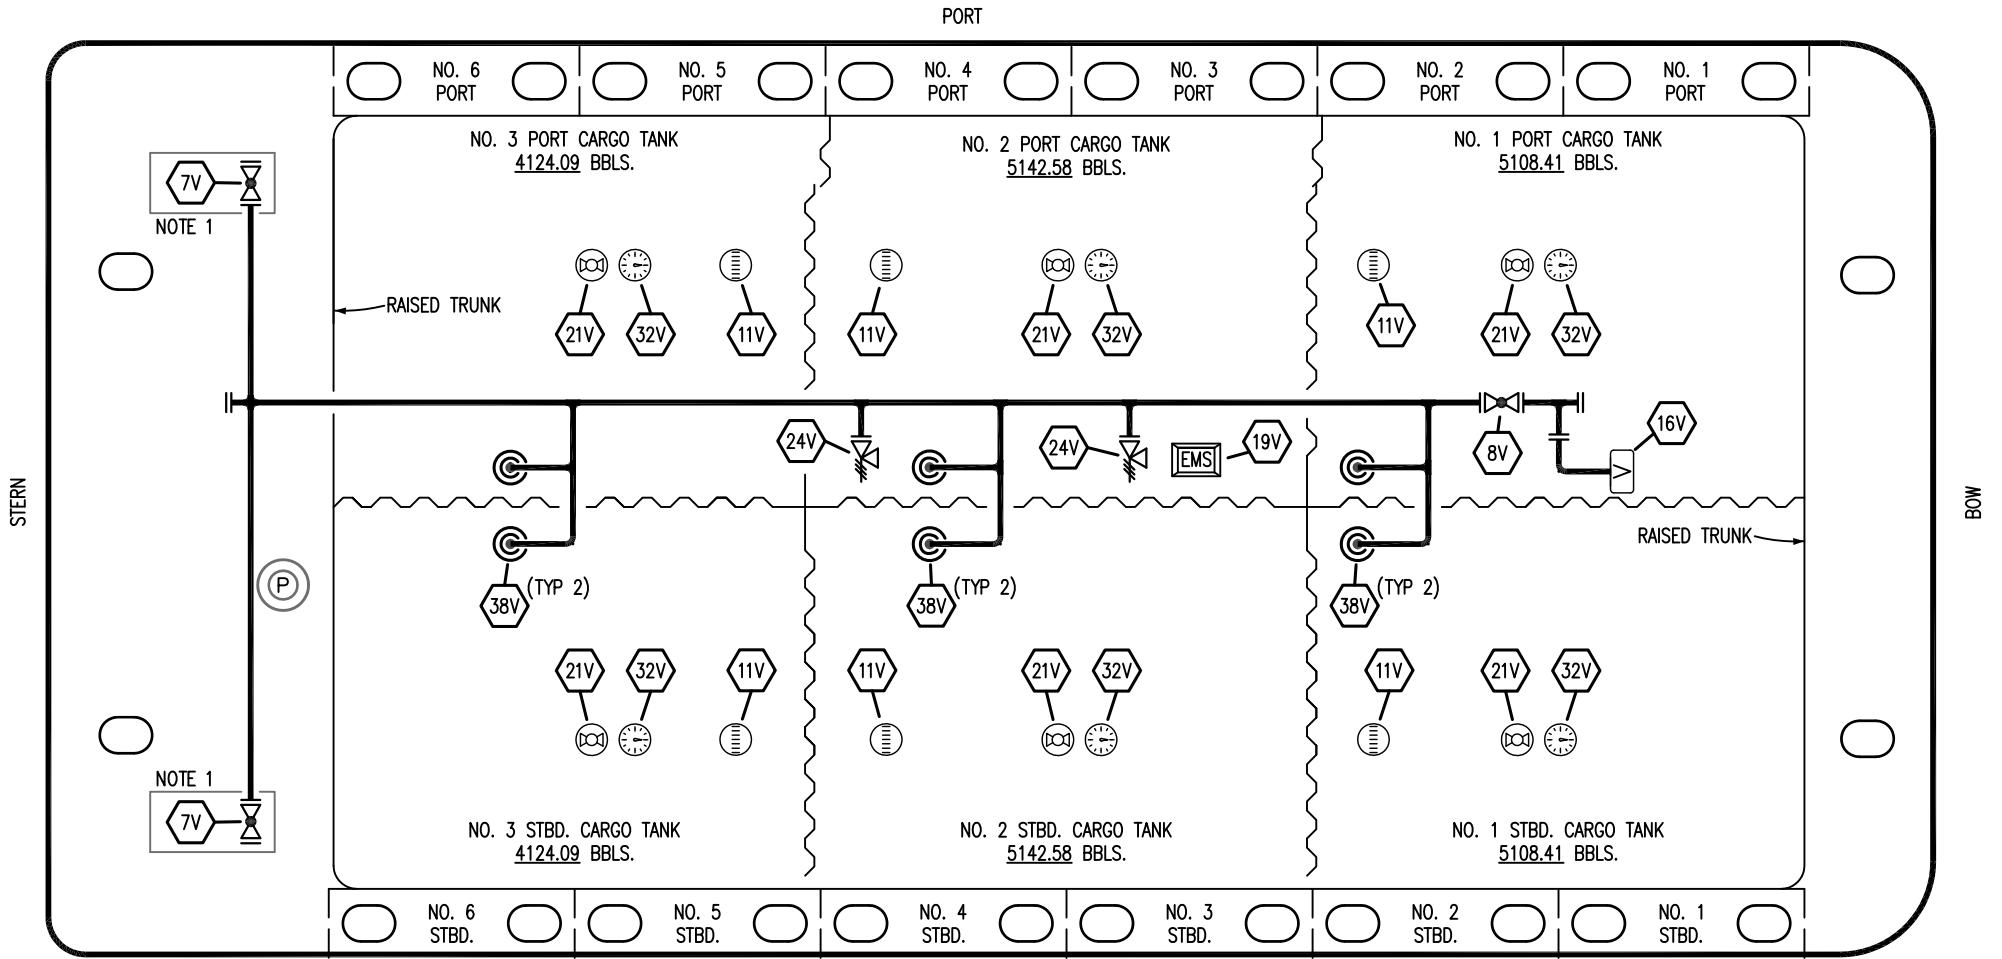 PORT
NO. 6
PORT
NO. 5
PORT
NO. 4
PORT
NO. 3
PORT
NO. 2
PORT
NO. 1
PORT
NO. 3 PORT CARGO TANK
4124.09 BBLS.
NO. 2 PORT CARGO TANK
5142.58 BBLS.
NO. 1 PORT CARGO TANK
5108.41 BBLS.
7V
NOTE 1
RAISED TRUNK
21V
32V
11V
11V
21V
32V
11V
21V
32V
24V
24V
EMS
19V
8V
16V
V
STERN
BOW
RAISED TRUNK
P
38V
(TYP 2)
38V
(TYP 2)
38V
(TYP 2)
21V
32V
11V
11V
21V
32V
11V
21V
32V
NOTE 1
7V
NO. 3 STBD. CARGO TANK
4124.09 BBLS.
NO. 2 STBD. CARGO TANK
5142.58 BBLS.
NO. 1 STBD. CARGO TANK
5108.41 BBLS.
NO. 6
STBD.
NO. 5
STBD.
NO. 4
STBD.
NO. 3
STBD.
NO. 2
STBD.
NO. 1
STBD.